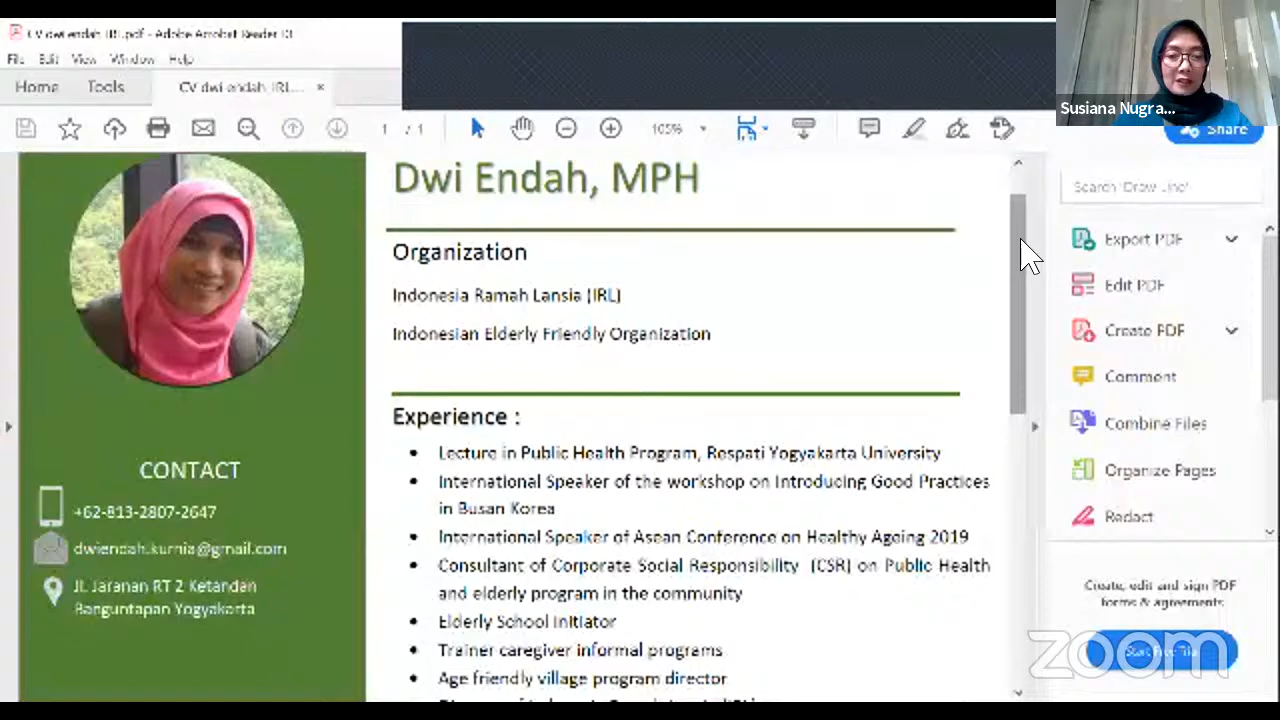 CV dwi endah IRL.pdf - Adobe Acrobat Reader DC
File Edit View Window Help
Home Tools CV dwi endah IRL... ×
1 / 1 105%
Susiana Nugra...
Share
Dwi Endah, MPH
Organization
Indonesia Ramah Lansia (IRL)
Indonesian Elderly Friendly Organization
Experience :
• Lecture in Public Health Program, Respati Yogyakarta University
• International Speaker of the workshop on Introducing Good Practices
in Busan Korea
• International Speaker of Asean Conference on Healthy Ageing 2019
• Consultant of Corporate Social Responsibility (CSR) on Public Health
and elderly program in the community
• Elderly School Initiator
• Trainer caregiver informal programs
• Age friendly village program director
CONTACT
+62-813-2807-2647
dwiendah.kurnia@gmail.com
JL Jaranan RT 2 Ketandan
Banguntapan Yogyakarta
Search 'Draw Line'
Export PDF
Edit PDF
Create PDF
Comment
Combine Files
Organize Pages
Redact
Create, edit and sign PDF
forms & agreements
Start Free Trial
zoom